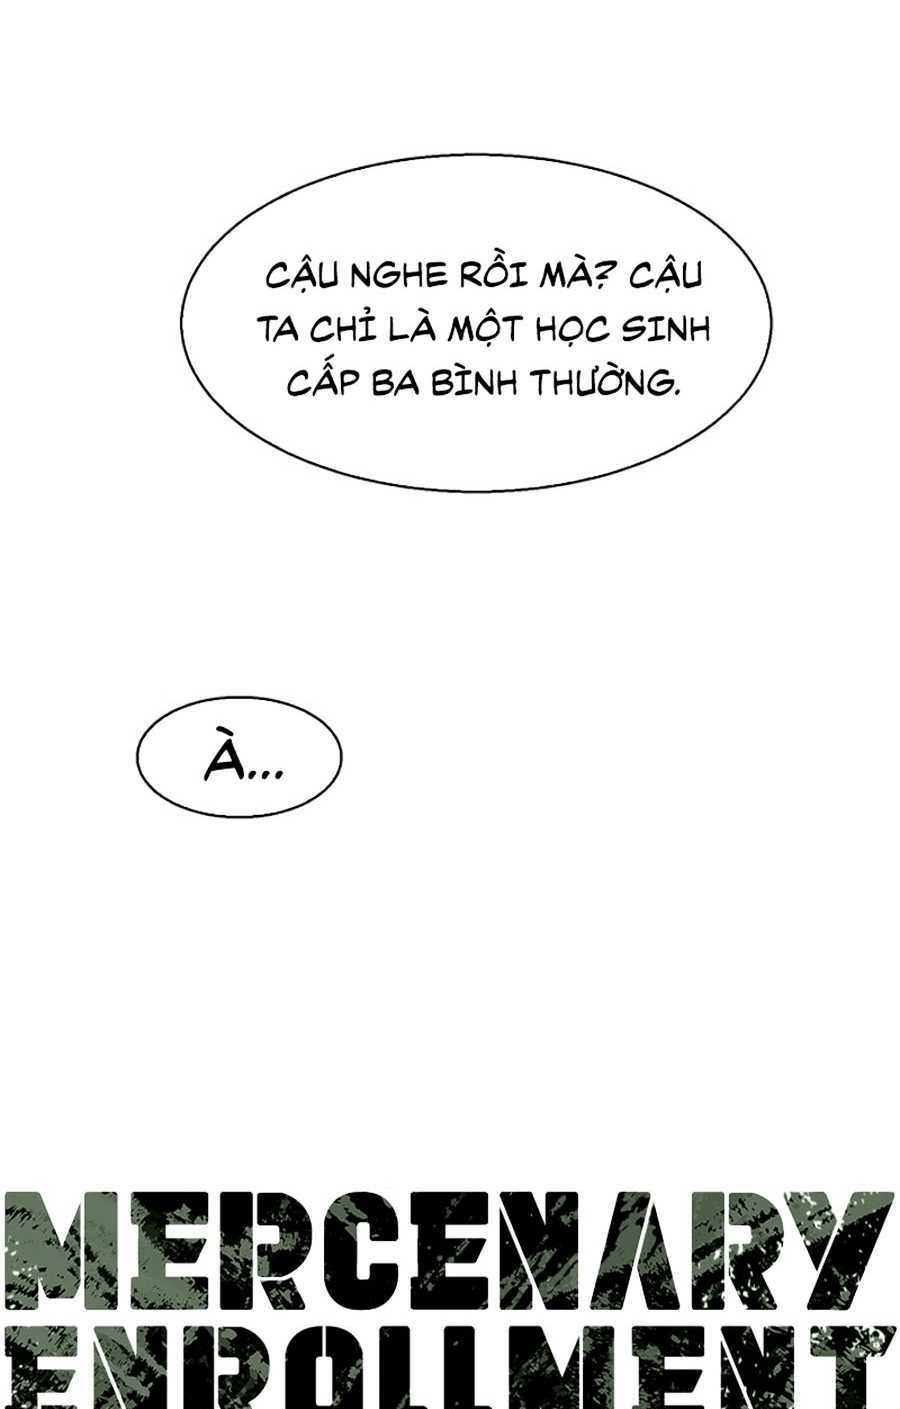 CẬU NGHE RỒI MÀ? CẬU
TA CHỈ LÀ MỘT HỌC SINH
CẤP BA BÌNH THƯỜNG.
À...
MERCENARY
ENROLLMENT